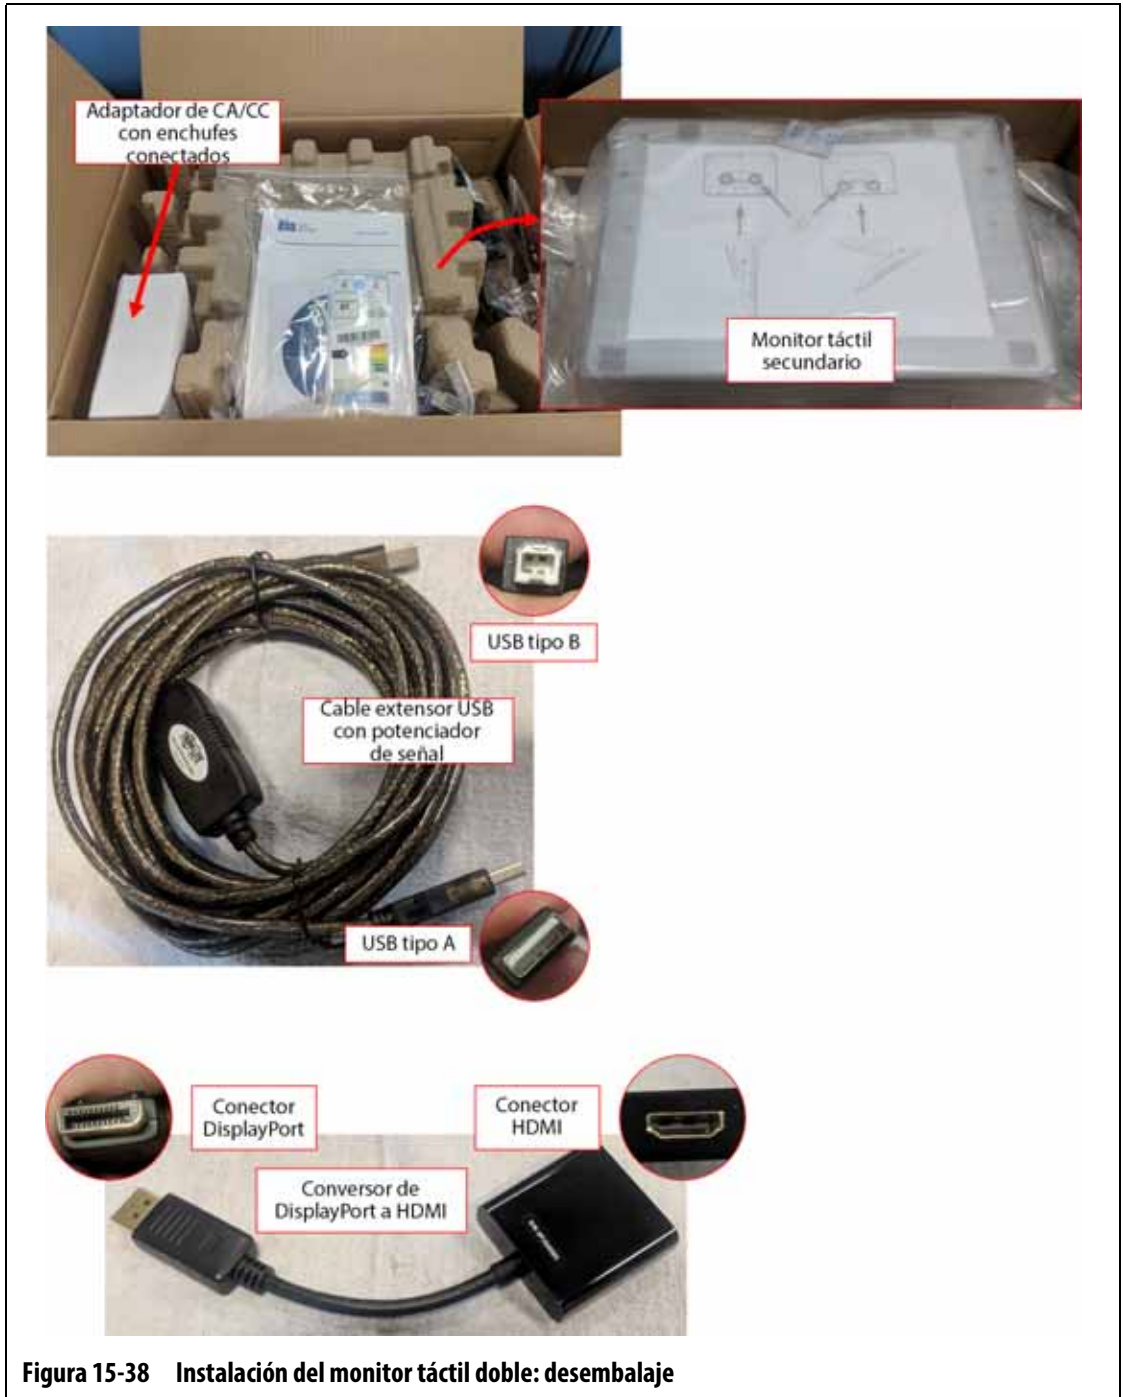 Adaptador de CA/CC
con enchufes
conectados
Monitor táctil
secundario
USB tipo B
Cable extensor USB
con potenciador
de señal
USB tipo A
Conector
DisplayPort
Conector
HDMI
Conversor de
DisplayPort a HDMI
Figura 15-38 Instalación del monitor táctil doble: desembalaje